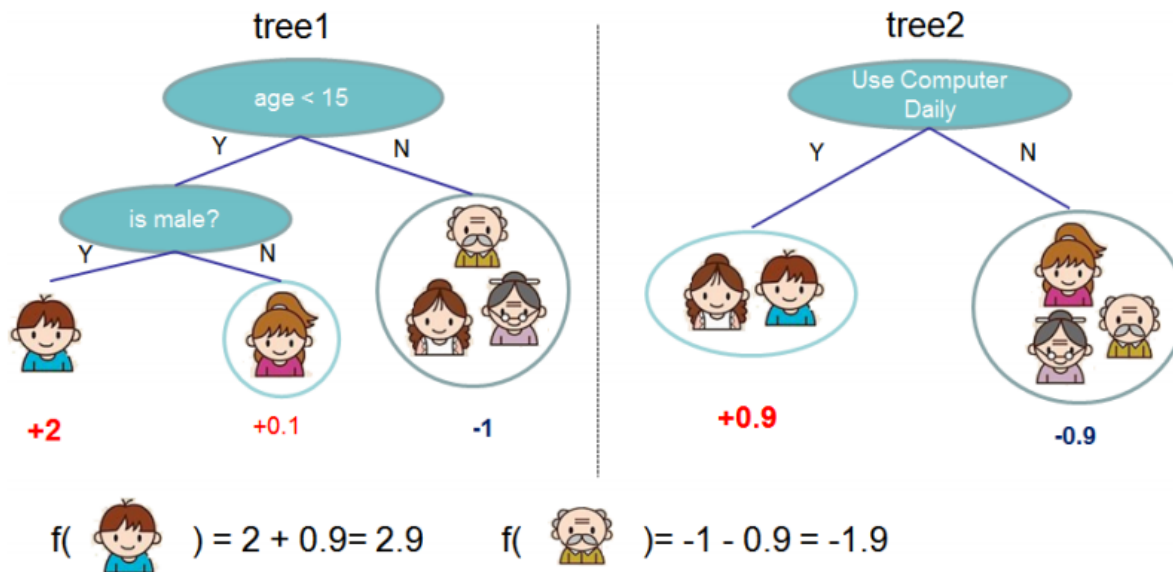 tree1
age < 15
Y
N
is male?
Y
N
+2
+0.1
-1
tree2
Use Computer
Daily
Y
N
+0.9
-0.9
f( ) = 2 + 0.9= 2.9
f( )= -1 - 0.9 = -1.9